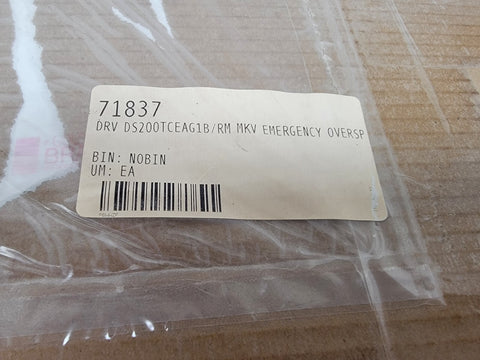 71837
DRV DS200TCEAG1B/RM MKV EMERGENCY OVERSP
BIN: NOBIN
UM: EA